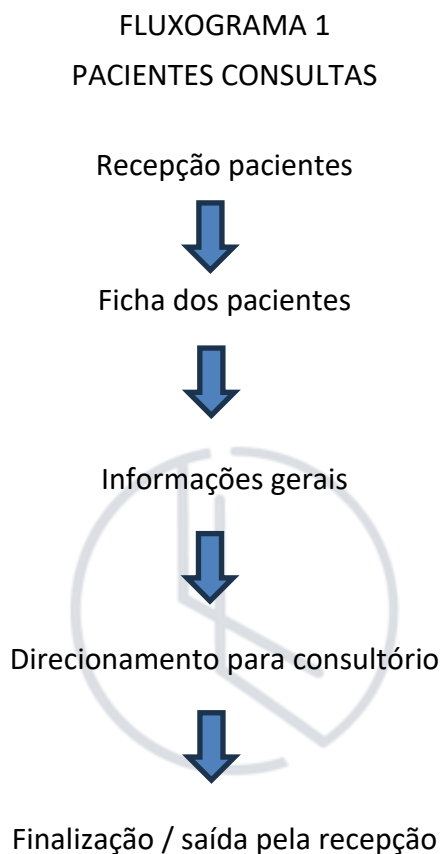 FLUXOGRAMA 1
PACIENTES CONSULTAS
Recepção pacientes
Ficha dos pacientes
Informações gerais
Direcionamento para consultório
Finalização / saída pela recepção